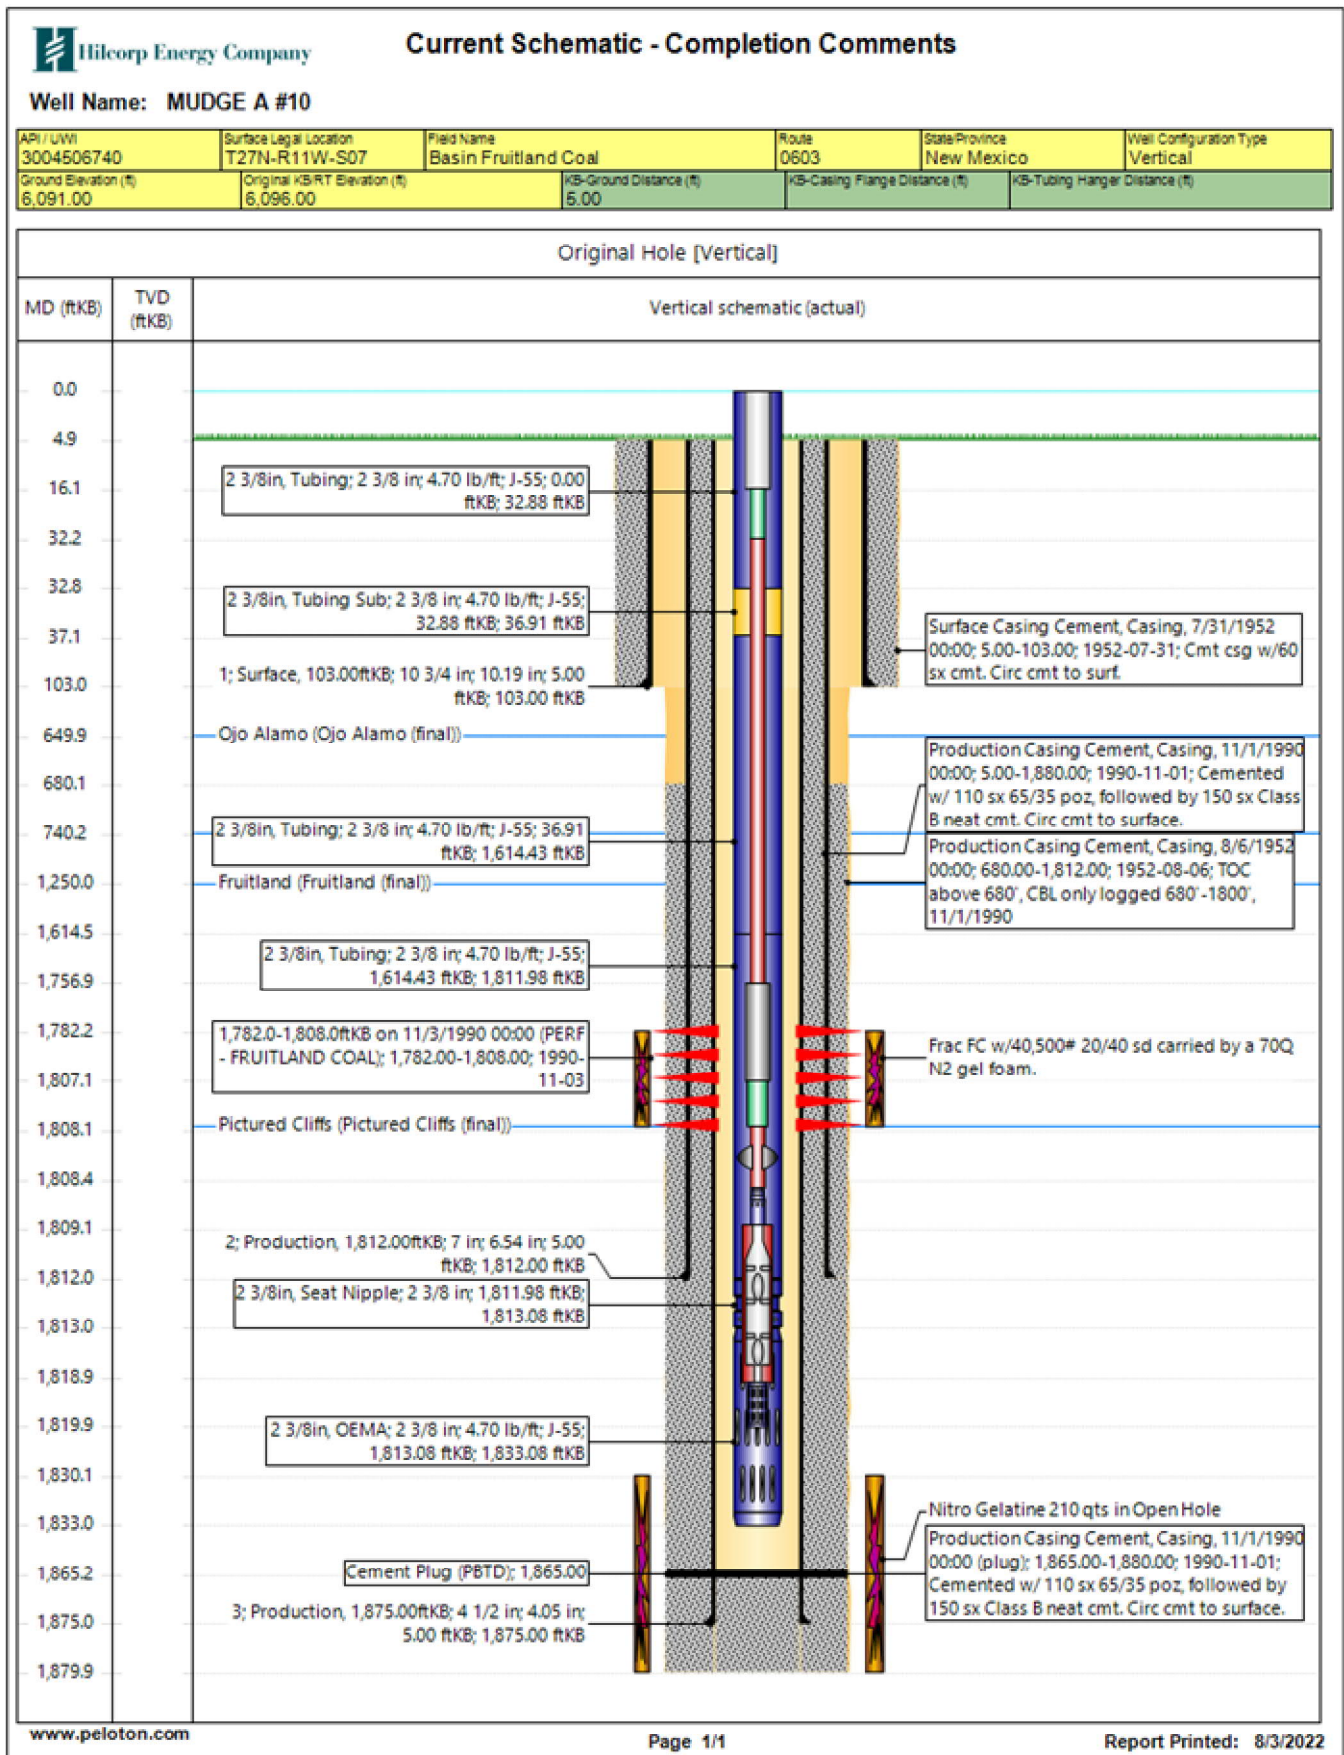 Hilcorp Energy Company
Current Schematic - Completion Comments
Well Name: MUDGE A #10
API / UWI
3004506740
Surface Legal Location
T27N-R11W-S07
Field Name
Basin Fruitland Coal
Route
0603
State/Province
New Mexico
Well Configuration Type
Vertical
Ground Elevation (ft)
6,091.00
Original KB/RT Elevation (ft)
6,096.00
KB-Ground Distance (ft)
5.00
KB-Casing Flange Distance (ft)
KB-Tubing Hanger Distance (ft)
Original Hole [Vertical]
MD (ftKB)
TVD
(ftKB)
Vertical schematic (actual)
0.0
4.9
16.1
32.2
32.8
37.1
103.0
649.9
680.1
740.2
1,250.0
1,614.5
1,756.9
1,782.2
1,807.1
1,808.1
1,808.4
1,809.1
1,812.0
1,813.0
1,818.9
1,819.9
1,830.1
1,833.0
1,865.2
1,875.0
1,879.9
2 3/8in, Tubing; 2 3/8 in; 4.70 lb/ft; J-55; 0.00
ftKB; 32.88 ftKB
2 3/8in, Tubing Sub; 2 3/8 in; 4.70 lb/ft; J-55;
32.88 ftKB; 36.91 ftKB
1; Surface, 103.00ftKB; 10 3/4 in; 10.19 in; 5.00
ftKB; 103.00 ftKB
Ojo Alamo (Ojo Alamo (final))
2 3/8in, Tubing; 2 3/8 in; 4.70 lb/ft; J-55; 36.91
ftKB; 1,614.43 ftKB
Fruitland (Fruitland (final))
2 3/8in, Tubing; 2 3/8 in; 4.70 lb/ft; J-55;
1,614.43 ftKB; 1,811.98 ftKB
1,782.0-1,808.0ftKB on 11/3/1990 00:00 (PERF
- FRUITLAND COAL); 1,782.00-1,808.00; 1990-
11-03
Pictured Cliffs (Pictured Cliffs (final))
2; Production, 1,812.00ftKB; 7 in; 6.54 in; 5.00
ftKB; 1,812.00 ftKB
2 3/8in, Seat Nipple; 2 3/8 in; 1,811.98 ftKB;
1,813.08 ftKB
2 3/8in, OEMA; 2 3/8 in; 4.70 lb/ft; J-55;
1,813.08 ftKB; 1,833.08 ftKB
Cement Plug (PBTD); 1,865.00
3; Production, 1,875.00ftKB; 4 1/2 in; 4.05 in;
5.00 ftKB; 1,875.00 ftKB
Surface Casing Cement, Casing, 7/31/1952
00:00; 5.00-103.00; 1952-07-31; Cmt csg w/60
sx cmt. Circ cmt to surf.
Production Casing Cement, Casing, 11/1/1990
00:00; 5.00-1,880.00; 1990-11-01; Cemented
w/ 110 sx 65/35 poz, followed by 150 sx Class
B neat cmt. Circ cmt to surface.
Production Casing Cement, Casing, 8/6/1952
00:00; 680.00-1,812.00; 1952-08-06; TOC
above 680', CBL only logged 680'-1800',
11/1/1990
Frac FC w/40,500# 20/40 sd carried by a 70Q
N2 gel foam.
Nitro Gelatine 210 qts in Open Hole
Production Casing Cement, Casing, 11/1/1990
00:00 (plug); 1,865.00-1,880.00; 1990-11-01;
Cemented w/ 110 sx 65/35 poz, followed by
150 sx Class B neat cmt. Circ cmt to surface.
www.peloton.com
Page 1/1
Report Printed: 8/3/2022